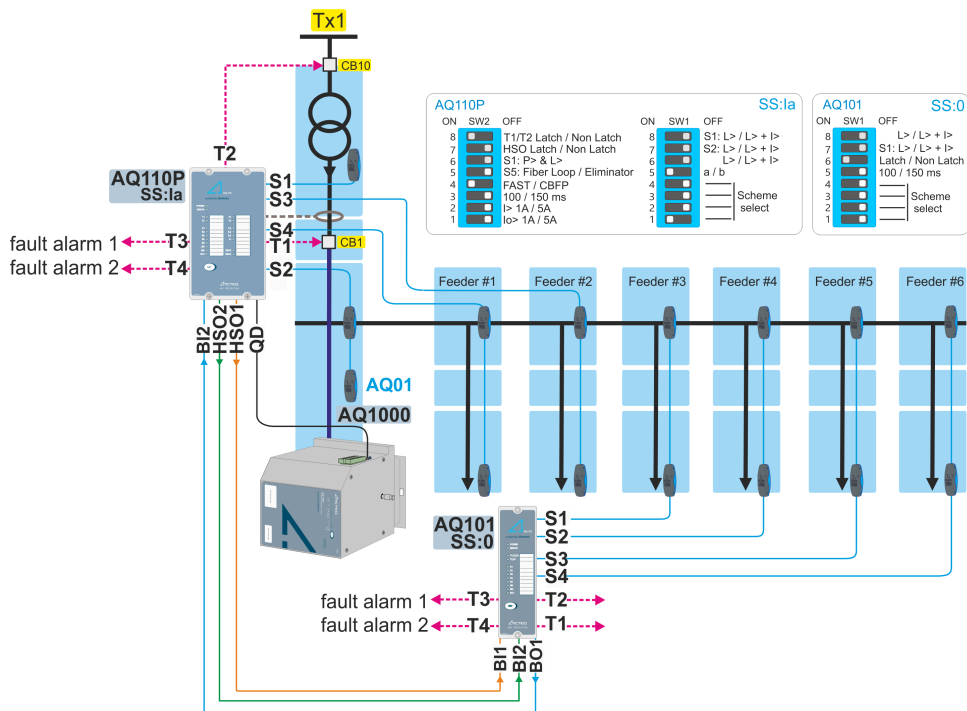 Tx1
CB10
T2
AQ110P
SS:Ia
S1
S3
S4
T1
CB1
S2
fault alarm 1
T3
fault alarm 2
T4
BI2
HSO2
HSO1
QD
AQ01
AQ1000
AQ110P SS:Ia
ON SW2 OFF
8 T1/T2 Latch / Non Latch
7 HSO Latch / Non Latch
6 S1: P> & L>
5 S5: Fiber Loop / Eliminator
4 FAST / CBFP
3 100 / 150 ms
2 I> 1A / 5A
1 Io> 1A / 5A
ON SW1 OFF
8 S1: L> / L> + I>
7 S2: L> / L> + I>
6 L> / L> + I>
5 a / b
4
3 Scheme
2 select
1
AQ101 SS:0
ON SW1 OFF
8 L> / L> + I>
7 S1: L> / L> + I>
6 Latch / Non Latch
5 100 / 150 ms
4
3 Scheme
2 select
1
Feeder #1
Feeder #2
Feeder #3
Feeder #4
Feeder #5
Feeder #6
AQ101
SS:0
S1
S2
S3
S4
fault alarm 1
T3
T2
fault alarm 2
T4
T1
BI1
BI2
BO1